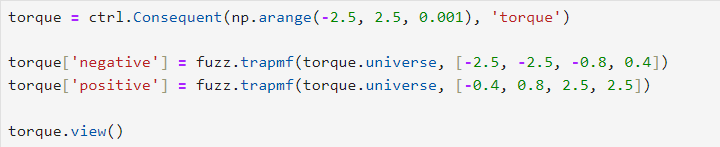 torque = ctrl.Consequent(np.arange(-2.5, 2.5, 0.001), 'torque')
torque['negative'] = fuzz.trapmf(torque.universe, [-2.5, -2.5, -0.8, 0.4])
torque['positive'] = fuzz.trapmf(torque.universe, [-0.4, 0.8, 2.5, 2.5])
torque.view()